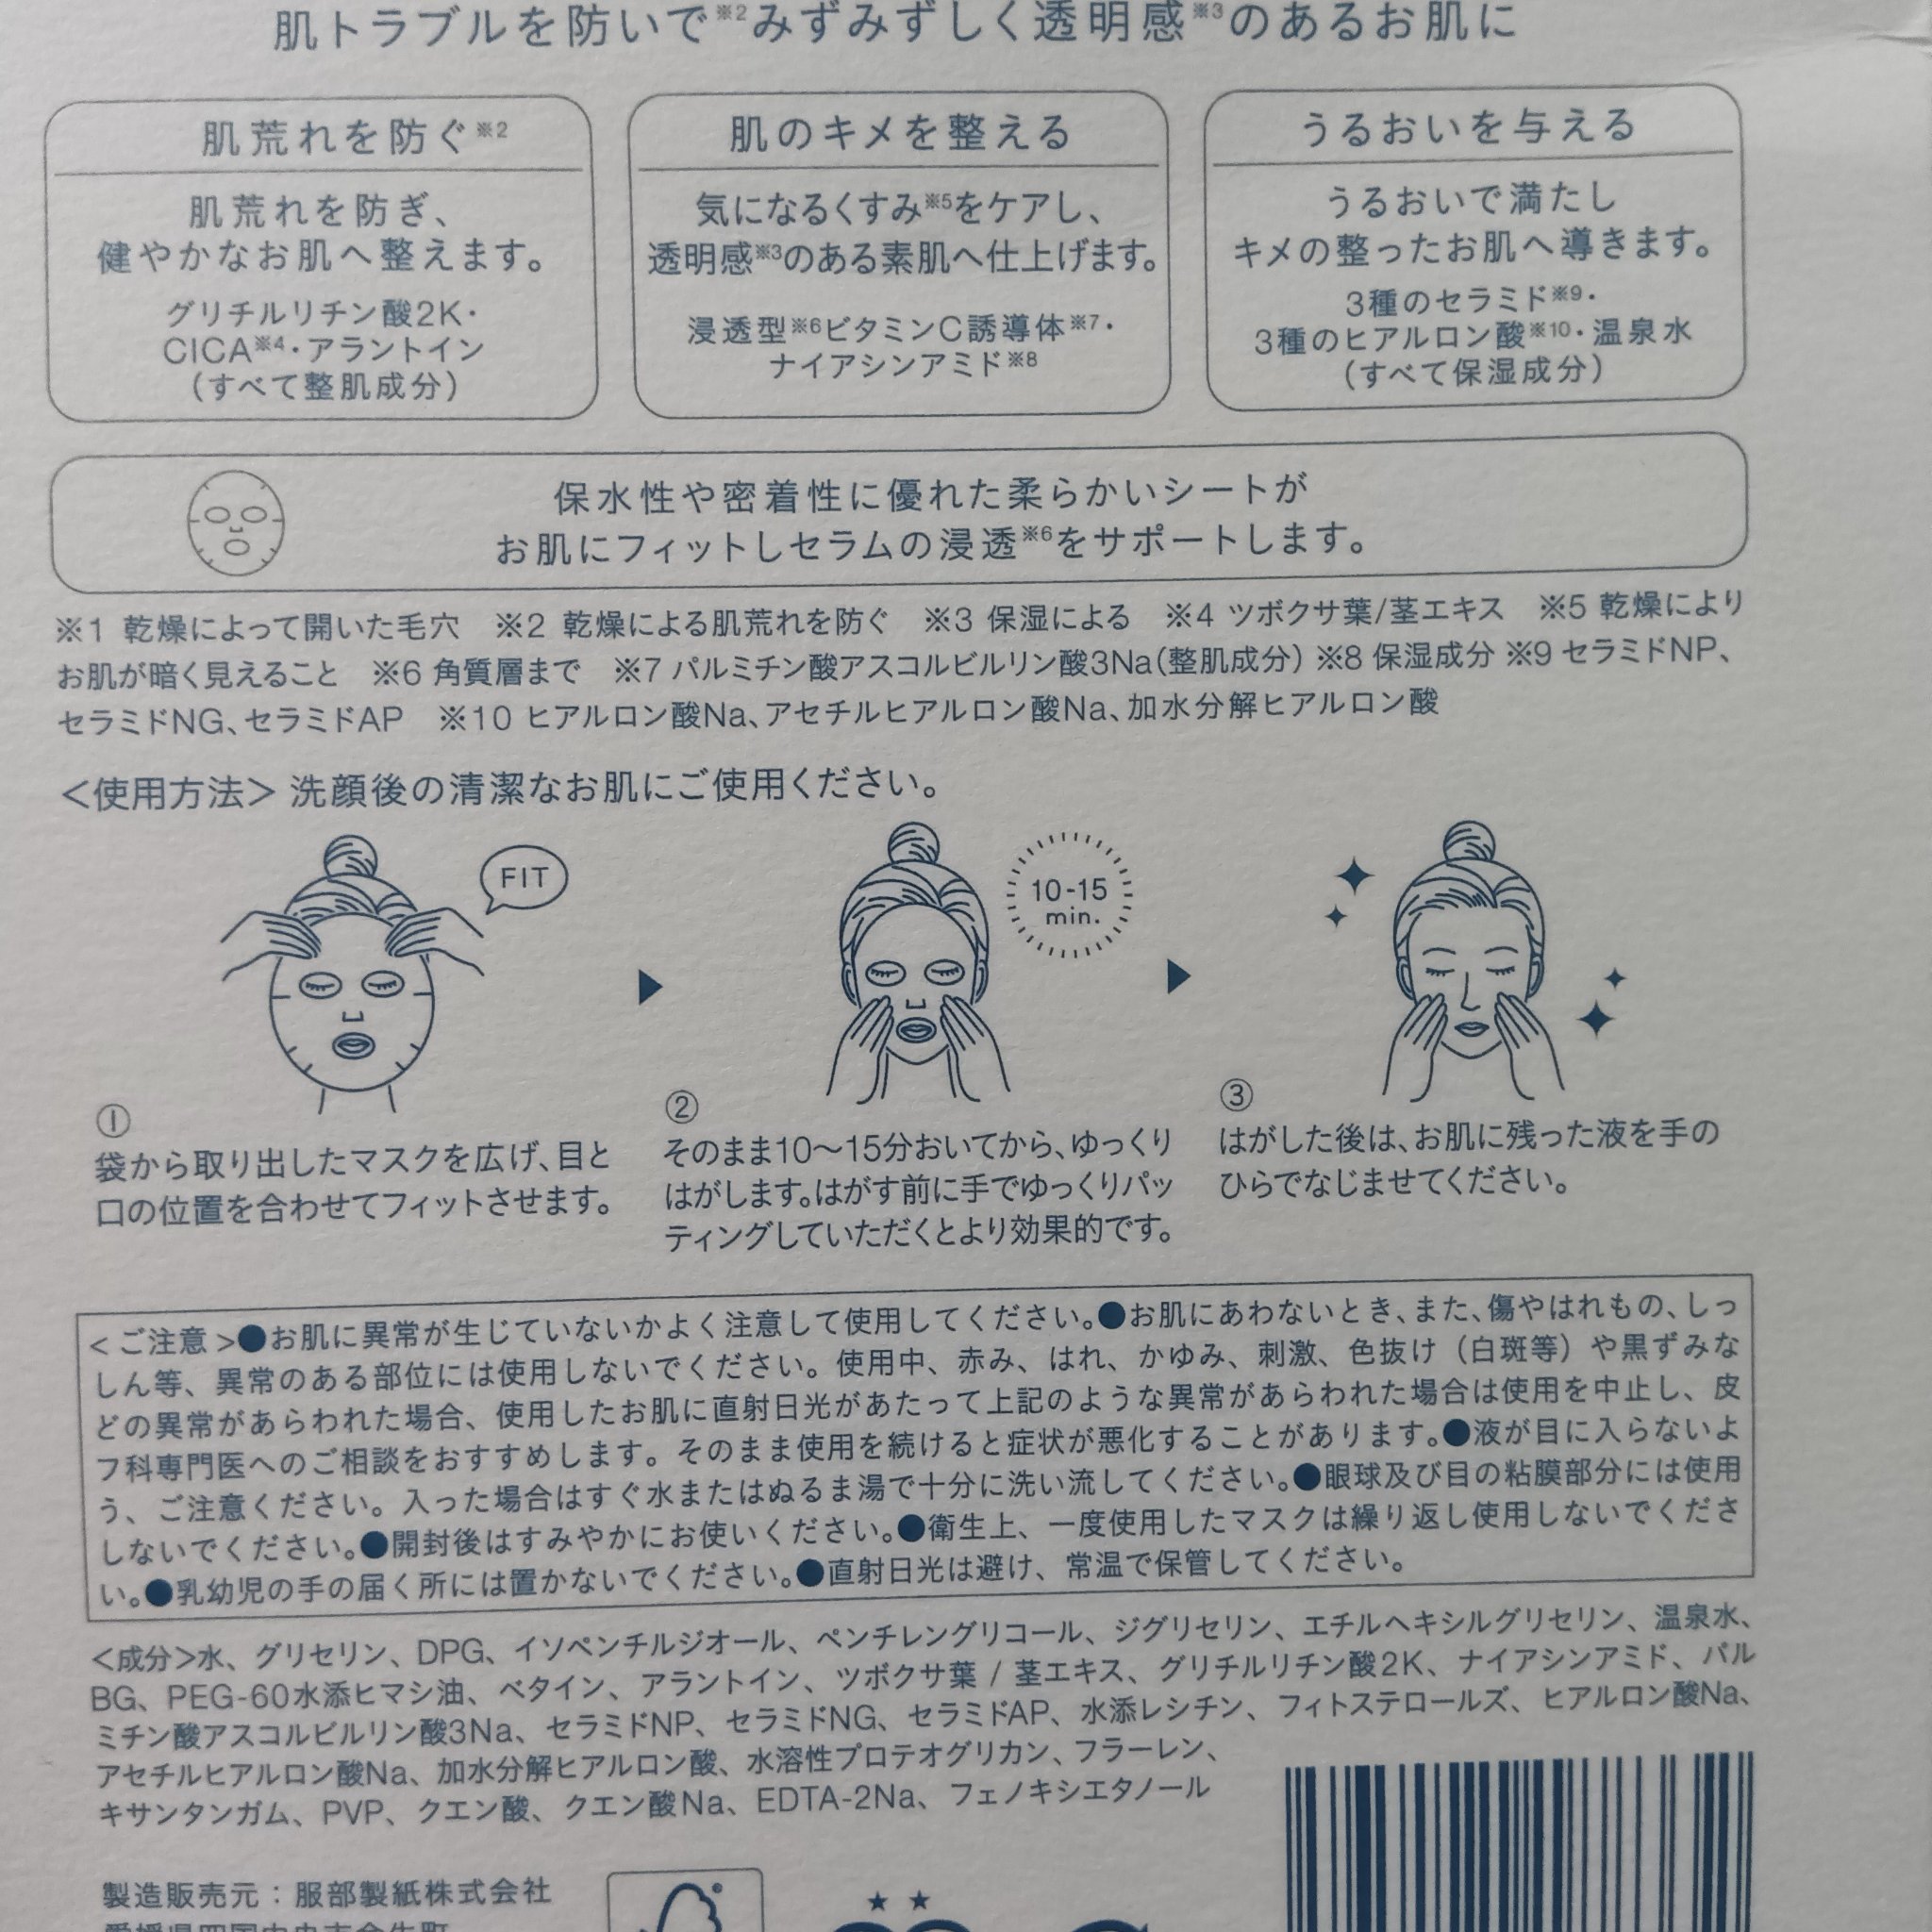 肌トラブルを防いで※2みずみずしく透明感※3のあるお肌に
肌荒れを防ぐ※2
肌荒れを防ぎ、
健やかなお肌へ整えます。
グリチルリチン酸2K・
CICA※4・アラントイン
(すべて整肌成分)
肌のキメを整える
気になるくすみ※5をケアし、
透明感※3のある素肌へ仕上げます。
浸透型※6ビタミンC誘導体※7・
ナイアシンアミド※8
うるおいを与える
うるおいで満たし
キメの整ったお肌へ導きます。
3種のセラミド※9・
3種のヒアルロン酸※10・温泉水
(すべて保湿成分)
保水性や密着性に優れた柔らかいシートが
お肌にフィットしセラムの浸透※6をサポートします。
※1 乾燥によって開いた毛穴 ※2 乾燥による肌荒れを防ぐ ※3 保湿による ※4 ツボクサ葉/茎エキス ※5 乾燥により
お肌が暗く見えること ※6 角質層まで ※7 パルミチン酸アスコルビルリン酸3Na(整肌成分) ※8 保湿成分 ※9 セラミドNP、
セラミドNG、セラミドAP ※10 ヒアルロン酸Na、アセチルヒアルロン酸Na、加水分解ヒアルロン酸
<使用方法> 洗顔後の清潔なお肌にご使用ください。
FIT
10-15
min.
①
袋から取り出したマスクを広げ、目と
口の位置を合わせてフィットさせます。
②
そのまま10〜15分おいてから、ゆっくり
はがします。はがす前に手でゆっくりパッ
ティングしていただくとより効果的です。
③
はがした後は、お肌に残った液を手の
ひらでなじませてください。
<ご注意>●お肌に異常が生じていないかよく注意して使用してください。●お肌にあわないとき、また、傷やはれもの、しっ
しん等、異常のある部位には使用しないでください。使用中、赤み、はれ、かゆみ、刺激、色抜け(白斑等)や黒ずみな
どの異常があらわれた場合、使用したお肌に直射日光があたって上記のような異常があらわれた場合は使用を中止し、皮
フ科専門医へのご相談をおすすめします。そのまま使用を続けると症状が悪化することがあります。●液が目に入らないよ
う、ご注意ください。入った場合はすぐ水またはぬるま湯で十分に洗い流してください。●眼球及び目の粘膜部分には使用
しないでください。●開封後はすみやかにお使いください。●衛生上、一度使用したマスクは繰り返し使用しないでくださ
い。●乳幼児の手の届く所には置かないでください。●直射日光は避け、常温で保管してください。
<成分>水、グリセリン、DPG、イソペンチルジオール、ペンチレングリコール、ジグリセリン、エチルヘキシルグリセリン、温泉水、
BG、PEG-60水添ヒマシ油、ベタイン、アラントイン、ツボクサ葉 / 茎エキス、グリチルリチン酸2K、ナイアシンアミド、パル
ミチン酸アスコルビルリン酸3Na、セラミドNP、セラミドNG、セラミドAP、水添レシチン、フィトステロールズ、ヒアルロン酸Na、
アセチルヒアルロン酸Na、加水分解ヒアルロン酸、水溶性プロテオグリカン、フラーレン、
キサンタンガム、PVP、クエン酸、クエン酸Na、EDTA-2Na、フェノキシエタノール
製造販売元：服部製紙株式会社